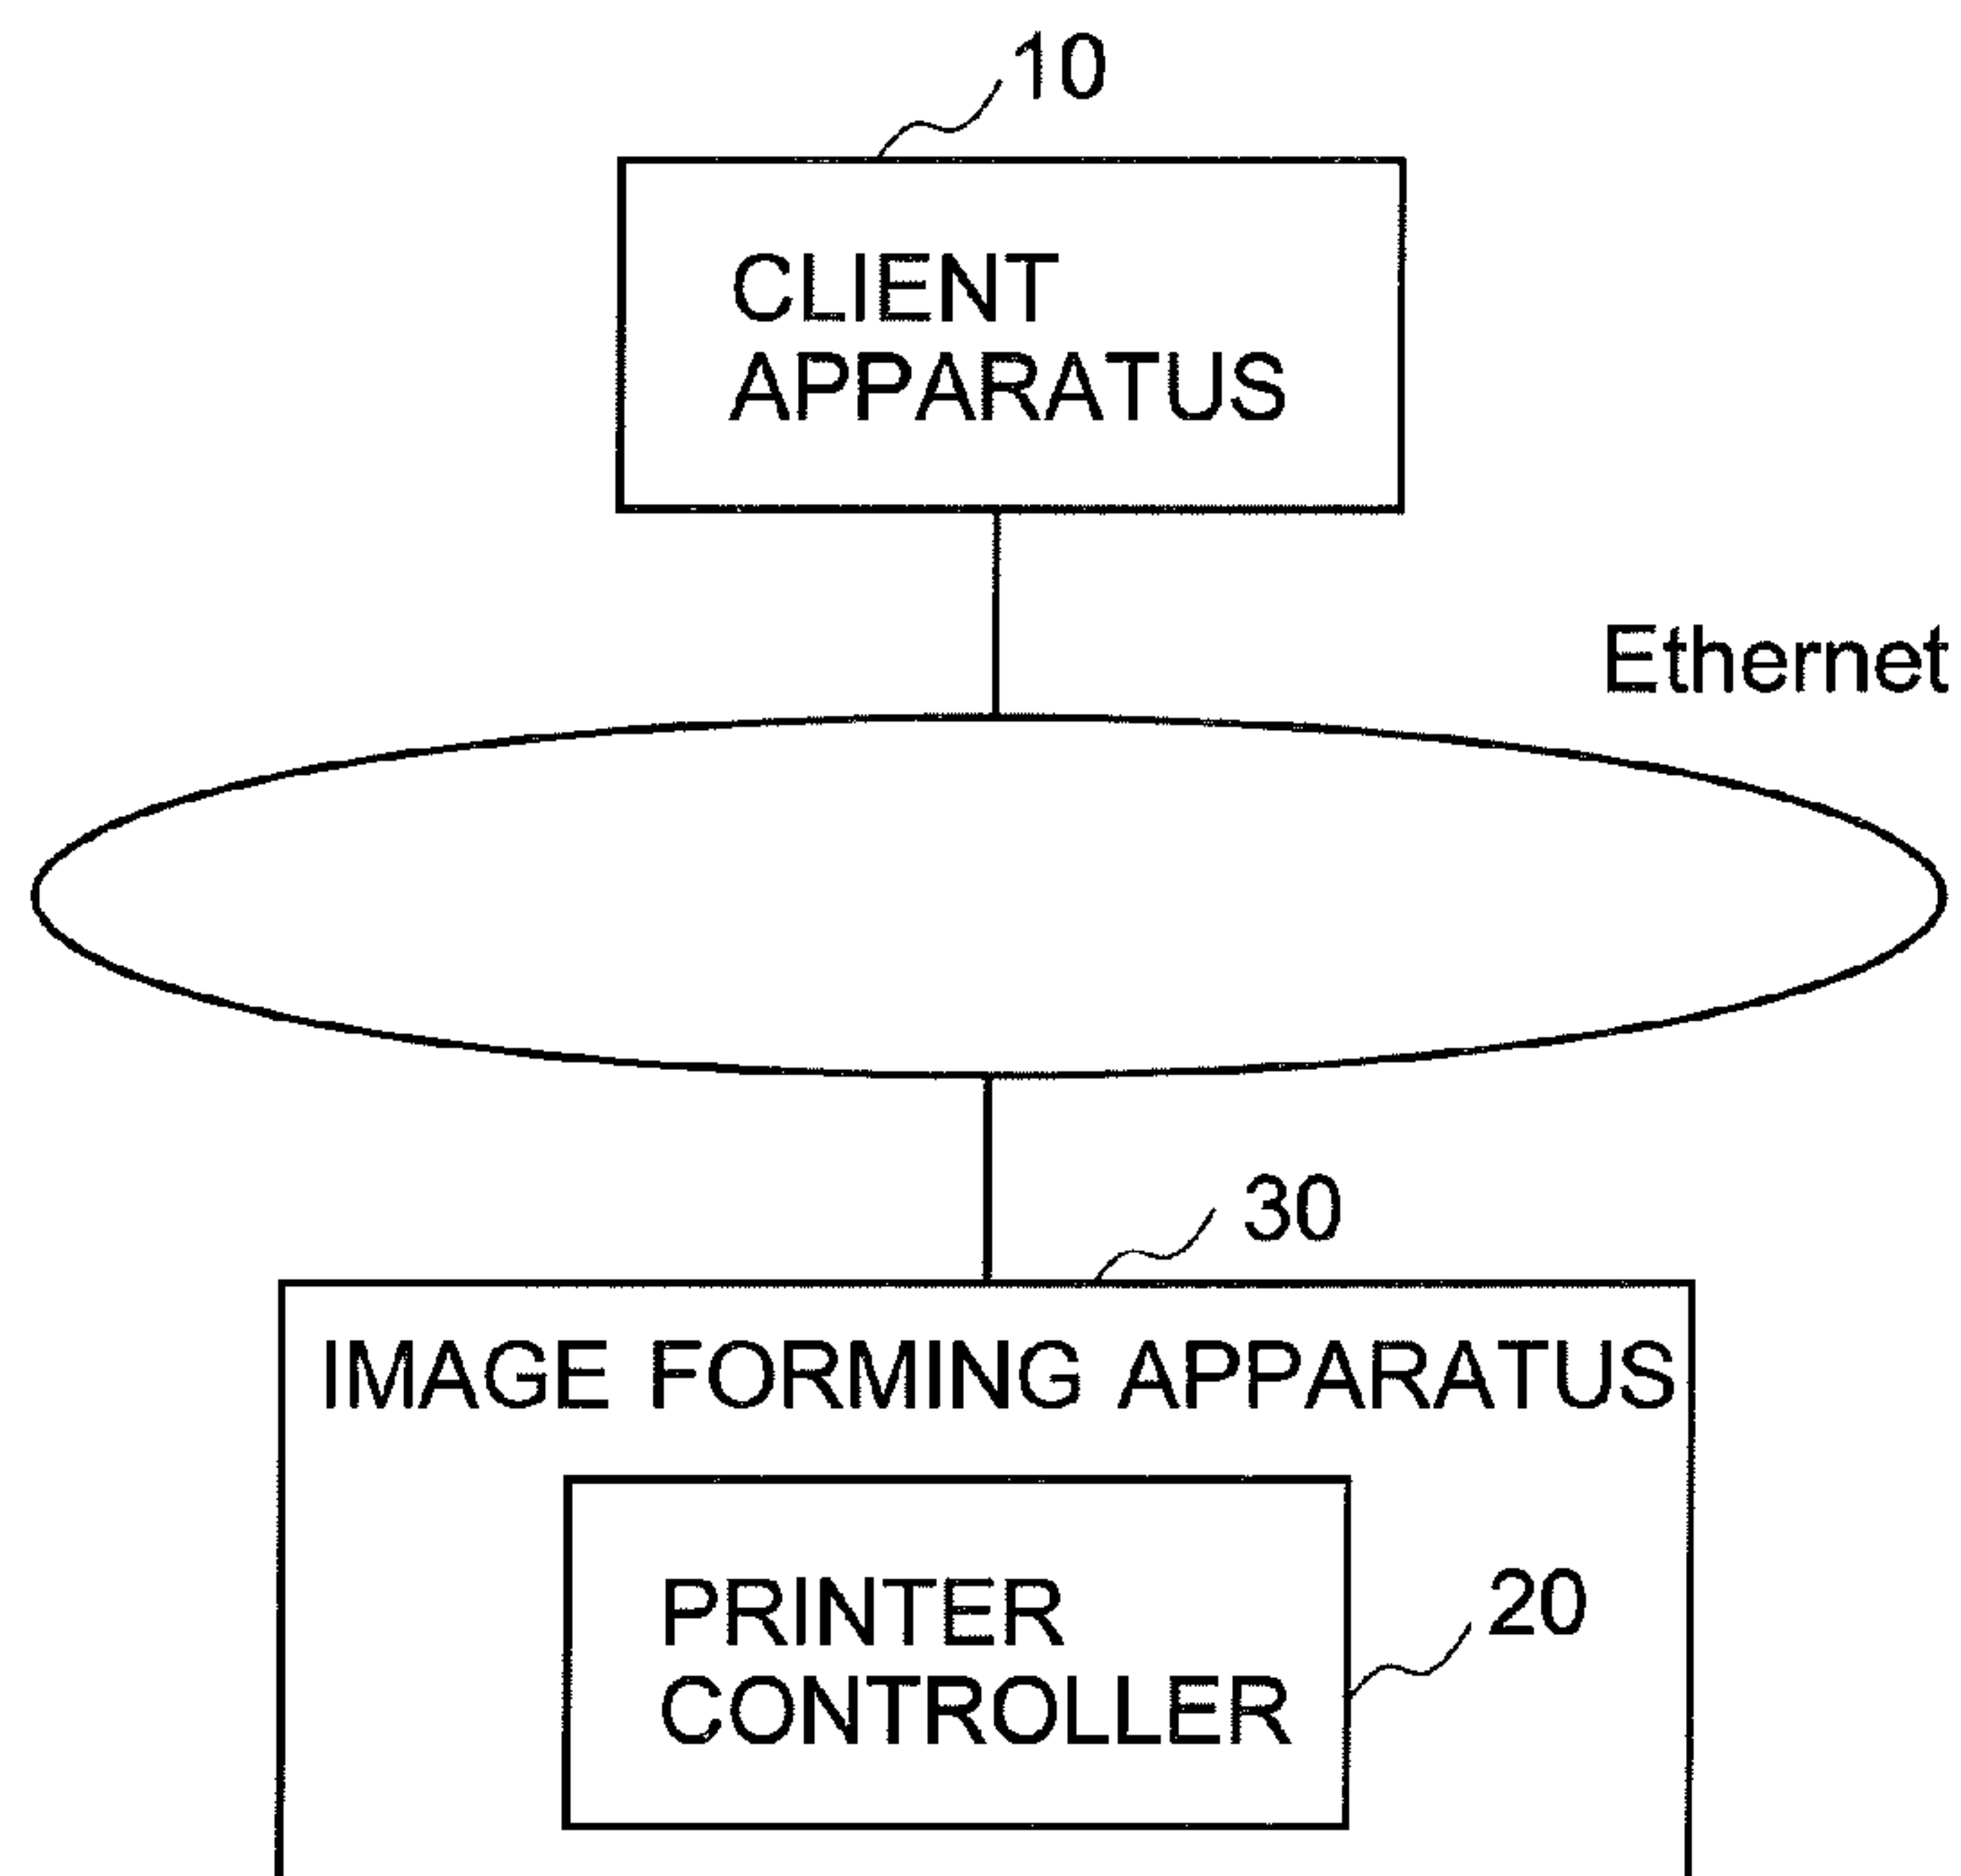 10
CLIENT
APPARATUS
Ethernet
30
IMAGE FORMING APPARATUS
PRINTER
20
CONTROLLER